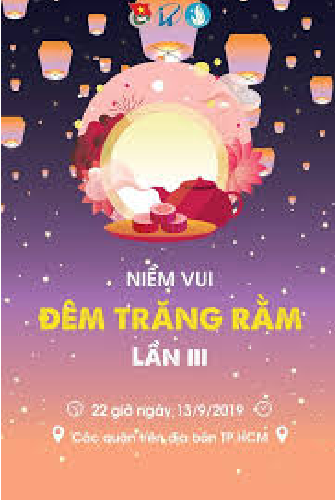 NIỀM VUI
ĐÊM TRĂNG RẰM
LẦN III
22 giờ ngày, 13/9/2019
Các quận trên địa bàn TP HCM